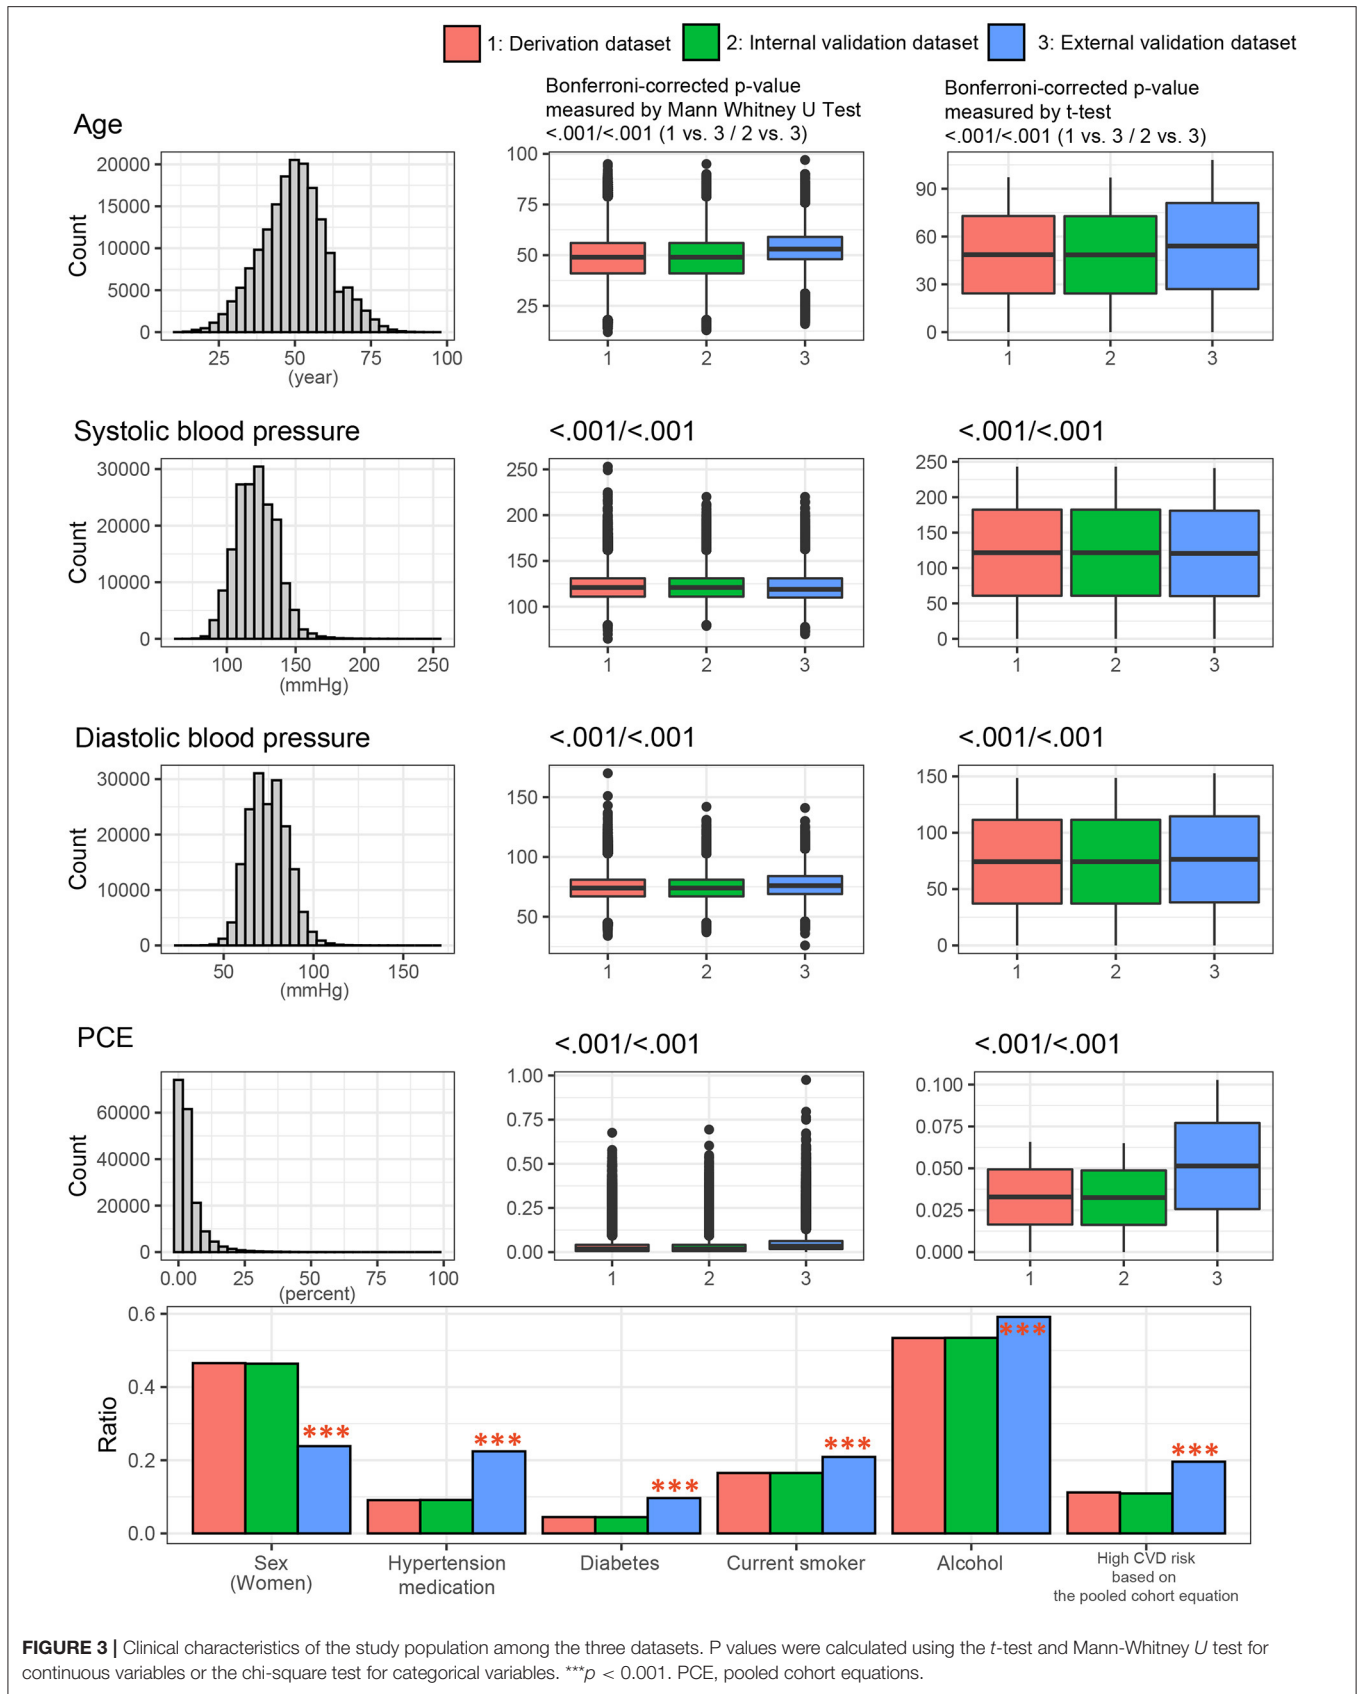 1: Derivation dataset 2: Internal validation dataset 3: External validation dataset
Age
Bonferroni-corrected p-value
measured by Mann Whitney U Test
<.001/<.001 (1 vs. 3 / 2 vs. 3)
Bonferroni-corrected p-value
measured by t-test
<.001/<.001 (1 vs. 3 / 2 vs. 3)
Count
20000
15000
10000
5000
0
25 50 75 100
(year)
100
75
50
25
1 2 3
90
60
30
0
1 2 3
Systolic blood pressure
<.001/<.001
<.001/<.001
Count
30000
20000
10000
0
100 150 200 250
(mmHg)
250
200
150
100
1 2 3
250
200
150
100
50
0
1 2 3
Diastolic blood pressure
<.001/<.001
<.001/<.001
Count
30000
20000
10000
0
50 100 150
(mmHg)
150
100
50
1 2 3
150
100
50
0
1 2 3
PCE
<.001/<.001
<.001/<.001
Count
60000
40000
20000
0
0.00 25 50 75 100
(percent)
1.00
0.75
0.50
0.25
0.00
1 2 3
0.100
0.075
0.050
0.025
0.000
1 2 3
Ratio
0.6
0.4
0.2
0.0
*** *** *** *** *** ***
Sex
(Women)
Hypertension
medication
Diabetes
Current smoker
Alcohol
High CVD risk
based on
the pooled cohort equation
FIGURE 3 | Clinical characteristics of the study population among the three datasets. P values were calculated using the t-test and Mann-Whitney U test for
continuous variables or the chi-square test for categorical variables. ***p < 0.001. PCE, pooled cohort equations.